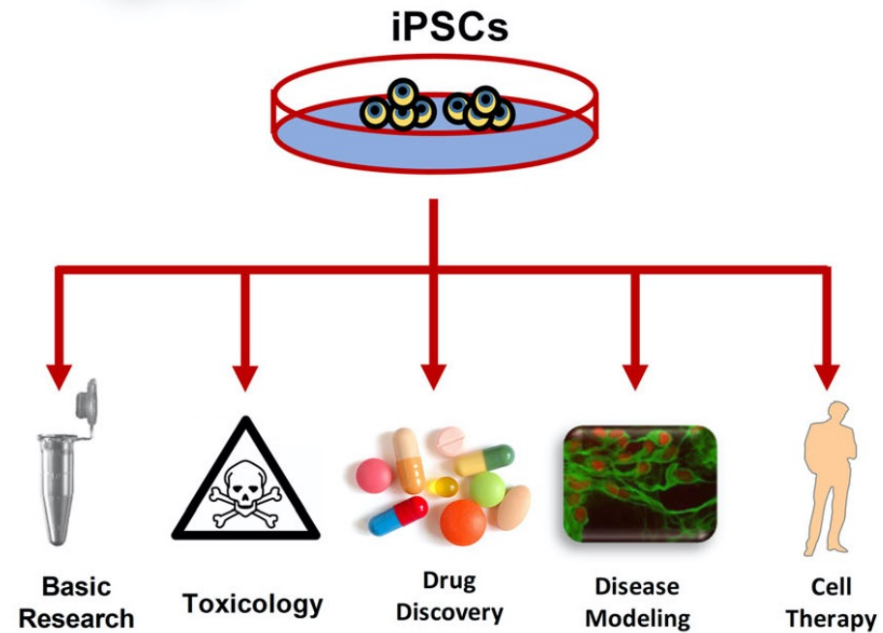 iPSCs
Basic
Research
Toxicology
Drug
Discovery
Disease
Modeling
Cell
Therapy